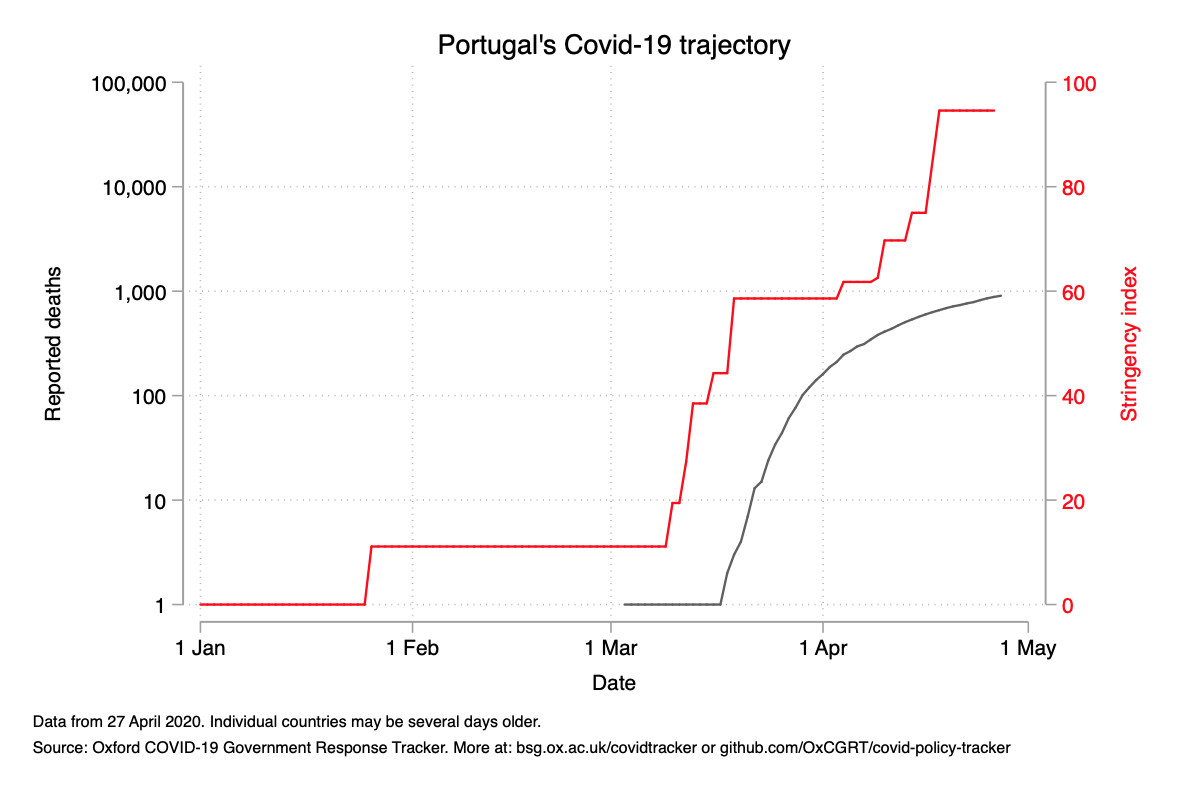 Portugal's Covid-19 trajectory
100,000
10,000
1,000
100
10
1
Reported deaths
100
80
60
40
20
0
Stringency index
1 Jan
1 Feb
1 Mar
1 Apr
1 May
Date
Data from 27 April 2020. Individual countries may be several days older.
Source: Oxford COVID-19 Government Response Tracker. More at: bsg.ox.ac.uk/covidtracker or github.com/OxCGRT/covid-policy-tracker